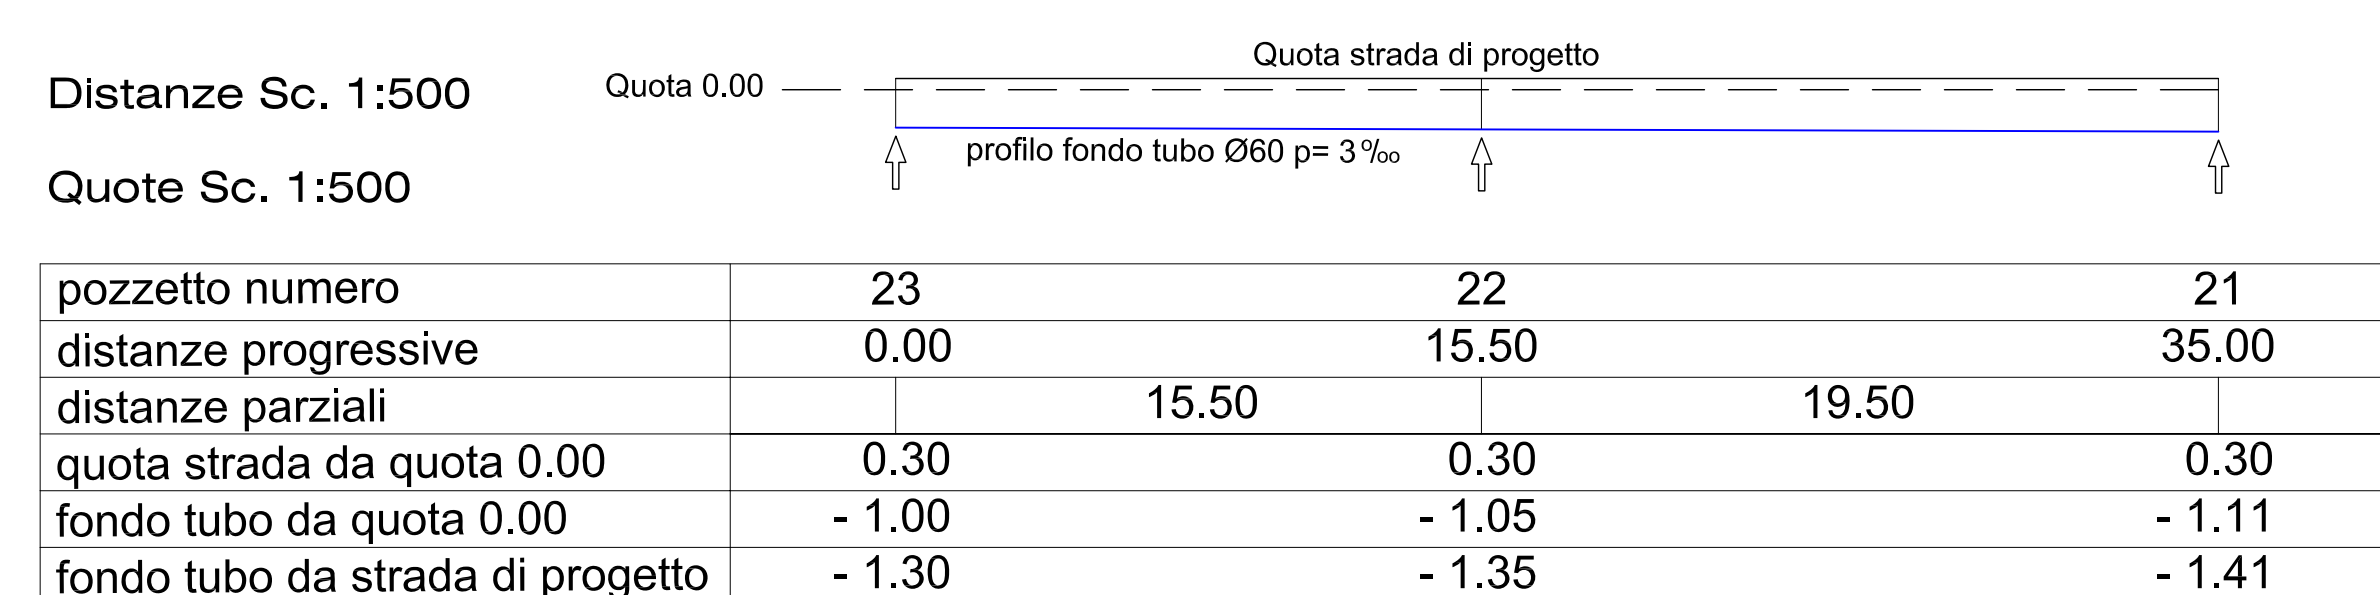 Quota strada di progetto
Distanze Sc. 1:500
Quota 0.00
profilo fondo tubo Ø60 p= 3‰
Quote Sc. 1:500
pozzetto numero 23 22 21
distanze progressive 0.00 15.50 35.00
distanze parziali 15.50 19.50
quota strada da quota 0.00 0.30 0.30 0.30
fondo tubo da quota 0.00 - 1.00 - 1.05 - 1.11
fondo tubo da strada di progetto - 1.30 - 1.35 - 1.41